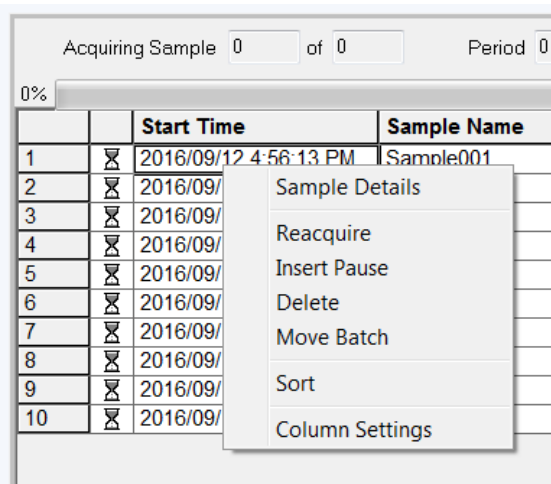 Acquiring Sample 0 of 0 Period 0
0%
Start Time Sample Name
1 2016/09/12 4:56:13 PM Sample001
2 2016/09/
3 2016/09/
4 2016/09/
5 2016/09/
6 2016/09/
7 2016/09/
8 2016/09/
9 2016/09/
10 2016/09/
Sample Details
Reacquire
Insert Pause
Delete
Move Batch
Sort
Column Settings